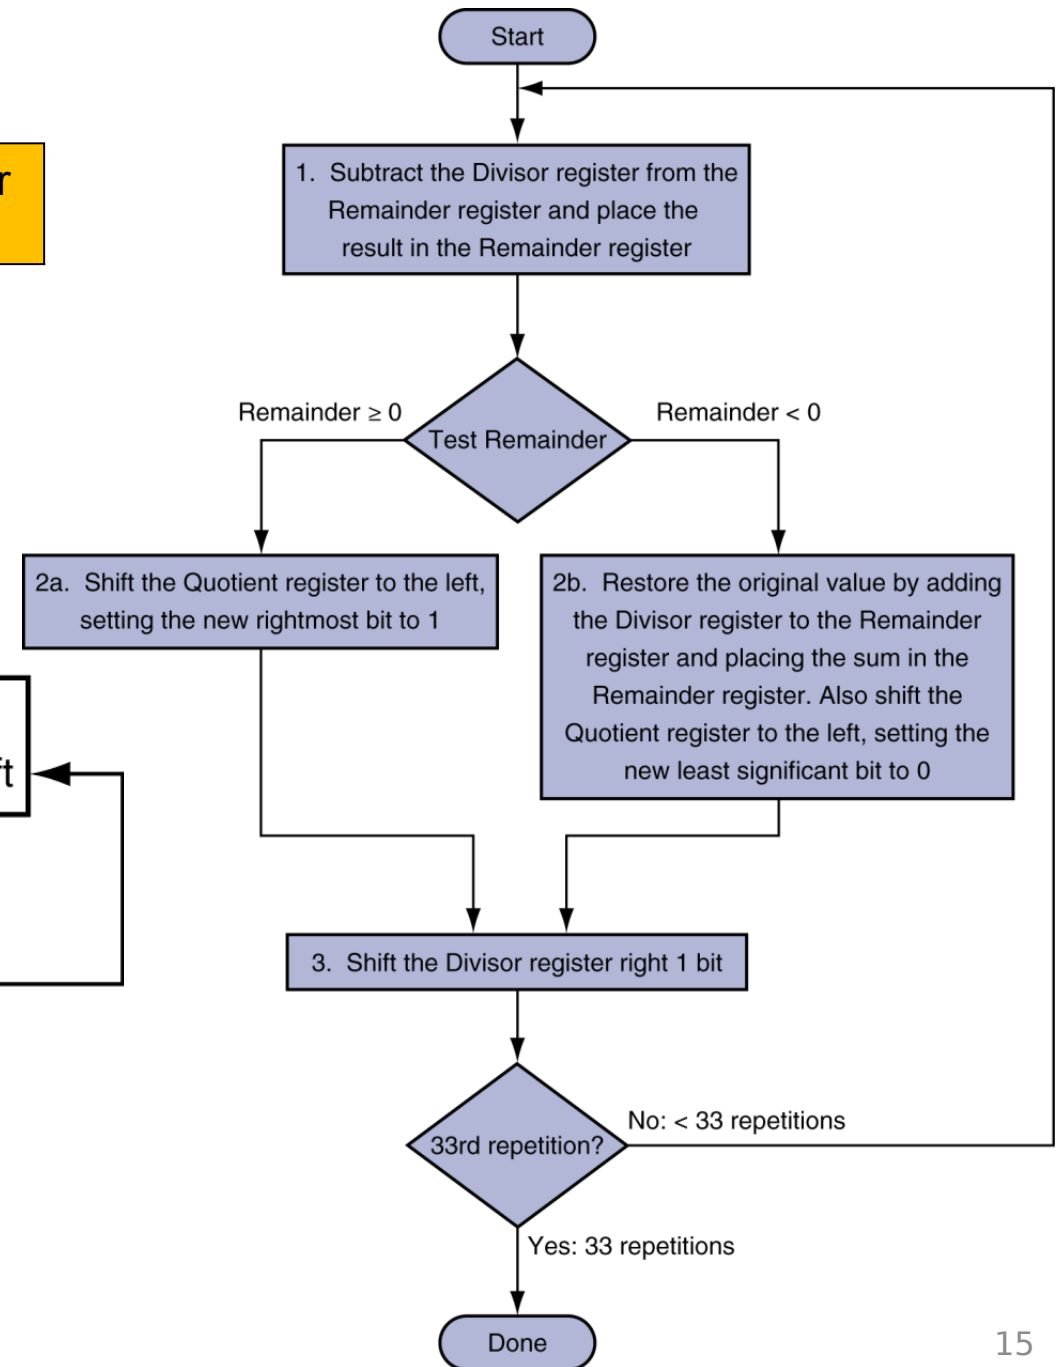 Start
r
1. Subtract the Divisor register from the
Remainder register and place the
result in the Remainder register
Remainder ≥ 0
Remainder < 0
Test Remainder
2a. Shift the Quotient register to the left,
setting the new rightmost bit to 1
2b. Restore the original value by adding
the Divisor register to the Remainder
register and placing the sum in the
Remainder register. Also shift the
Quotient register to the left, setting the
new least significant bit to 0
3. Shift the Divisor register right 1 bit
33rd repetition?
No: < 33 repetitions
Yes: 33 repetitions
Done
15